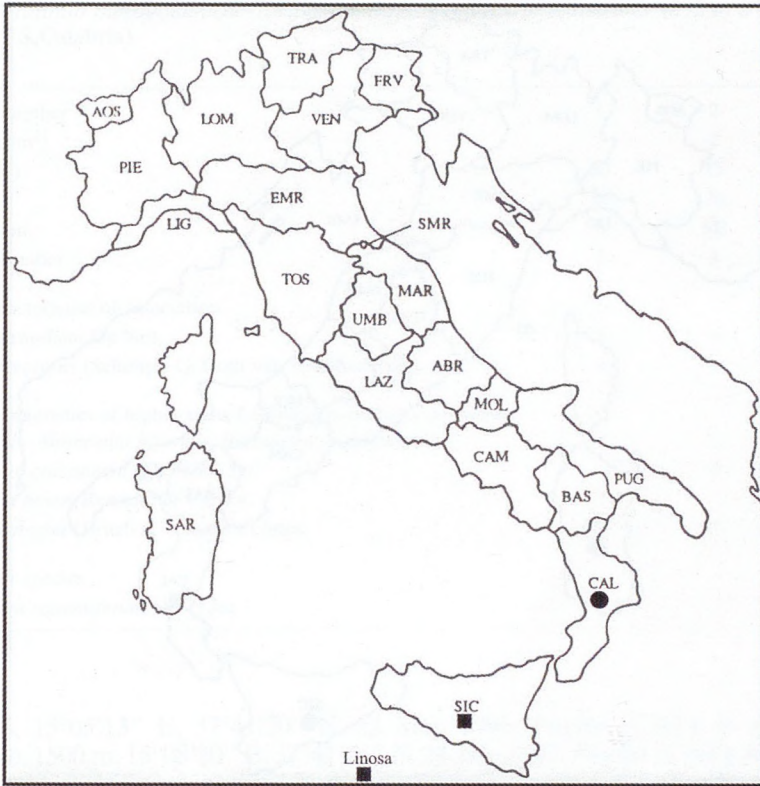 TRA
FRV
AOS
LOM
VEN
PIE
EMR
LIG
SMR
TOS
MAR
UMB
ABR
LAZ
MOL
CAM
PUG
BAS
SAR
CAL
SIC
Linosa